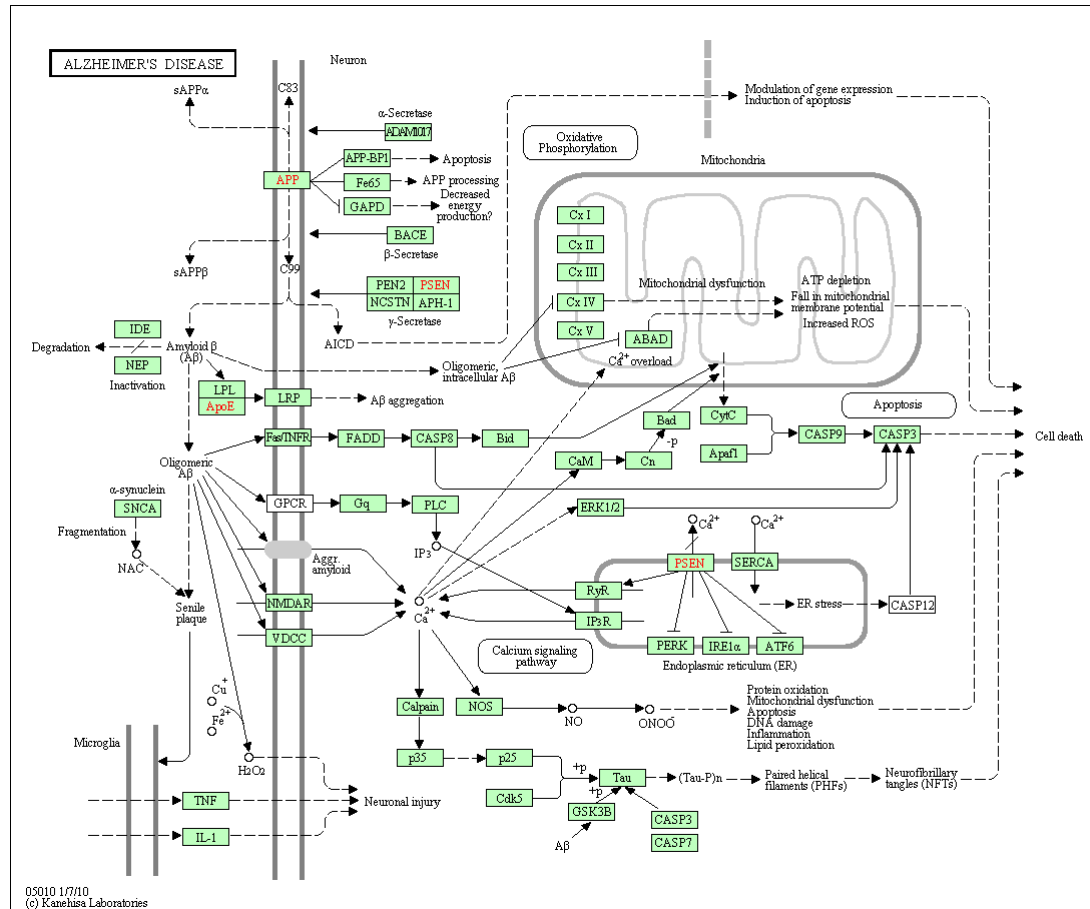 ALZHEIMER'S DISEASE
Neuron
sAPPα
C83
α-Secretase
ADAM10/17
APP-BP1
Apoptosis
APP
Fe65
APP processing
GAPD
Decreased
energy
production?
BACE
β-Secretase
sAPPβ
C99
PEN2
PSEN
NCSTN
APH-1
γ-Secretase
AICD
Modulation of gene expression
Induction of apoptosis
Oxidative
Phosphorylation
Mitochondria
Cx I
Cx II
Cx III
Cx IV
Cx V
Mitochondrial dysfunction
ATP depletion
Fall in mitochondrial
membrane potential
Increased ROS
ABAD
Ca2+ overload
IDE
Degradation
NEP
Inactivation
Amyloid β
(Aβ)
Oligomeric,
intracellular Aβ
LPL
ApoE
LRP
Aβ aggregation
Fas/TNFR
FADD
CASP8
Bid
Bad
-p
CaM
Cn
CytC
Apaf1
Apoptosis
CASP9
CASP3
Cell death
Oligomeric
Aβ
α-synuclein
SNCA
Fragmentation
NAC
Senile
plaque
GPCR
Gq
PLC
IP3
ERK1/2
Aggr.
amyloid
NMDAR
VDCC
Ca2+
Ca2+
Ca2+
PSEN
SERCA
RyR
IP3R
ER stress
CASP12
PERK
IRE1α
ATF6
Endoplasmic reticulum (ER)
Calcium signaling
pathway
Cu+
Fe2+
H2O2
Calpain
NOS
NO
ONOO-
Protein oxidation
Mitochondrial dysfunction
Apoptosis
DNA damage
Inflammation
Lipid peroxidation
Microglia
p35
p25
Cdk5
+p
Tau
+p
GSK3B
Aβ
(Tau-P)n
Paired helical
filaments (PHFs)
Neurofibrillary
tangles (NFTs)
CASP3
CASP7
TNF
IL-1
Neuronal injury
05010 1/7/10
(c) Kanehisa Laboratories